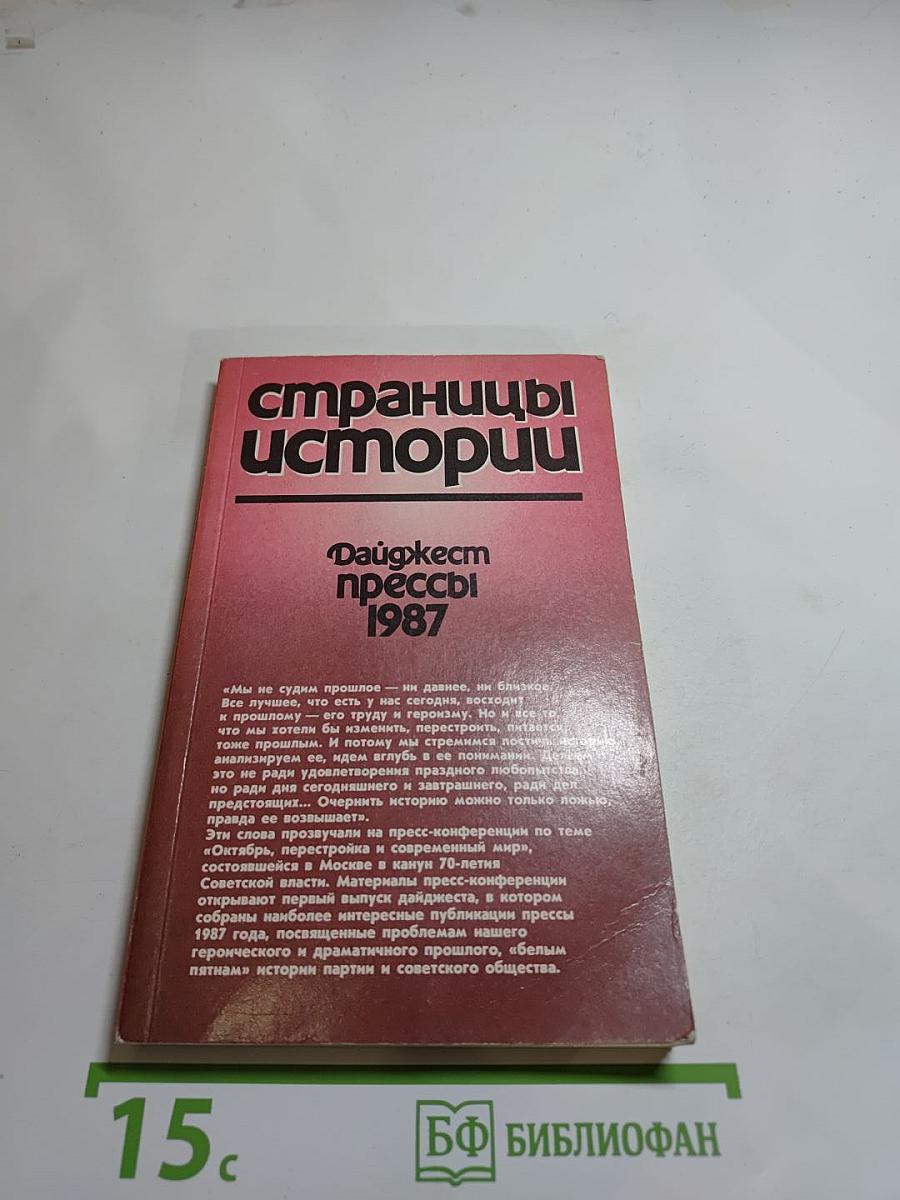 страницы
истории
Дайджест
прессы
1987
«Мы не судим прошлое — ни давнее, ни близкое.
Все лучшее, что есть у нас сегодня, восходит
к прошлому — его труду и героизму. Но и все то,
что мы хотели бы изменить, перестроить, питается
тоже прошлым. И потому мы стремимся постичь историю,
анализируем ее, идем вглубь в ее понимании. Делаем
это не ради удовлетворения праздного любопытства,
но ради дня сегодняшнего и завтрашнего, ради дел
предстоящих... Очернить историю можно только ложью,
правда ее возвышает».
Эти слова прозвучали на пресс-конференции по теме
«Октябрь, перестройка и современный мир»,
состоявшейся в Москве в канун 70-летия
Советской власти. Материалы пресс-конференции
открывают первый выпуск дайджеста, в котором
собраны наиболее интересные публикации прессы
1987 года, посвященные проблемам нашего
героического и драматичного прошлого, «белым
пятнам» истории партии и советского общества.
15 с
БФ БИБЛИОФАН